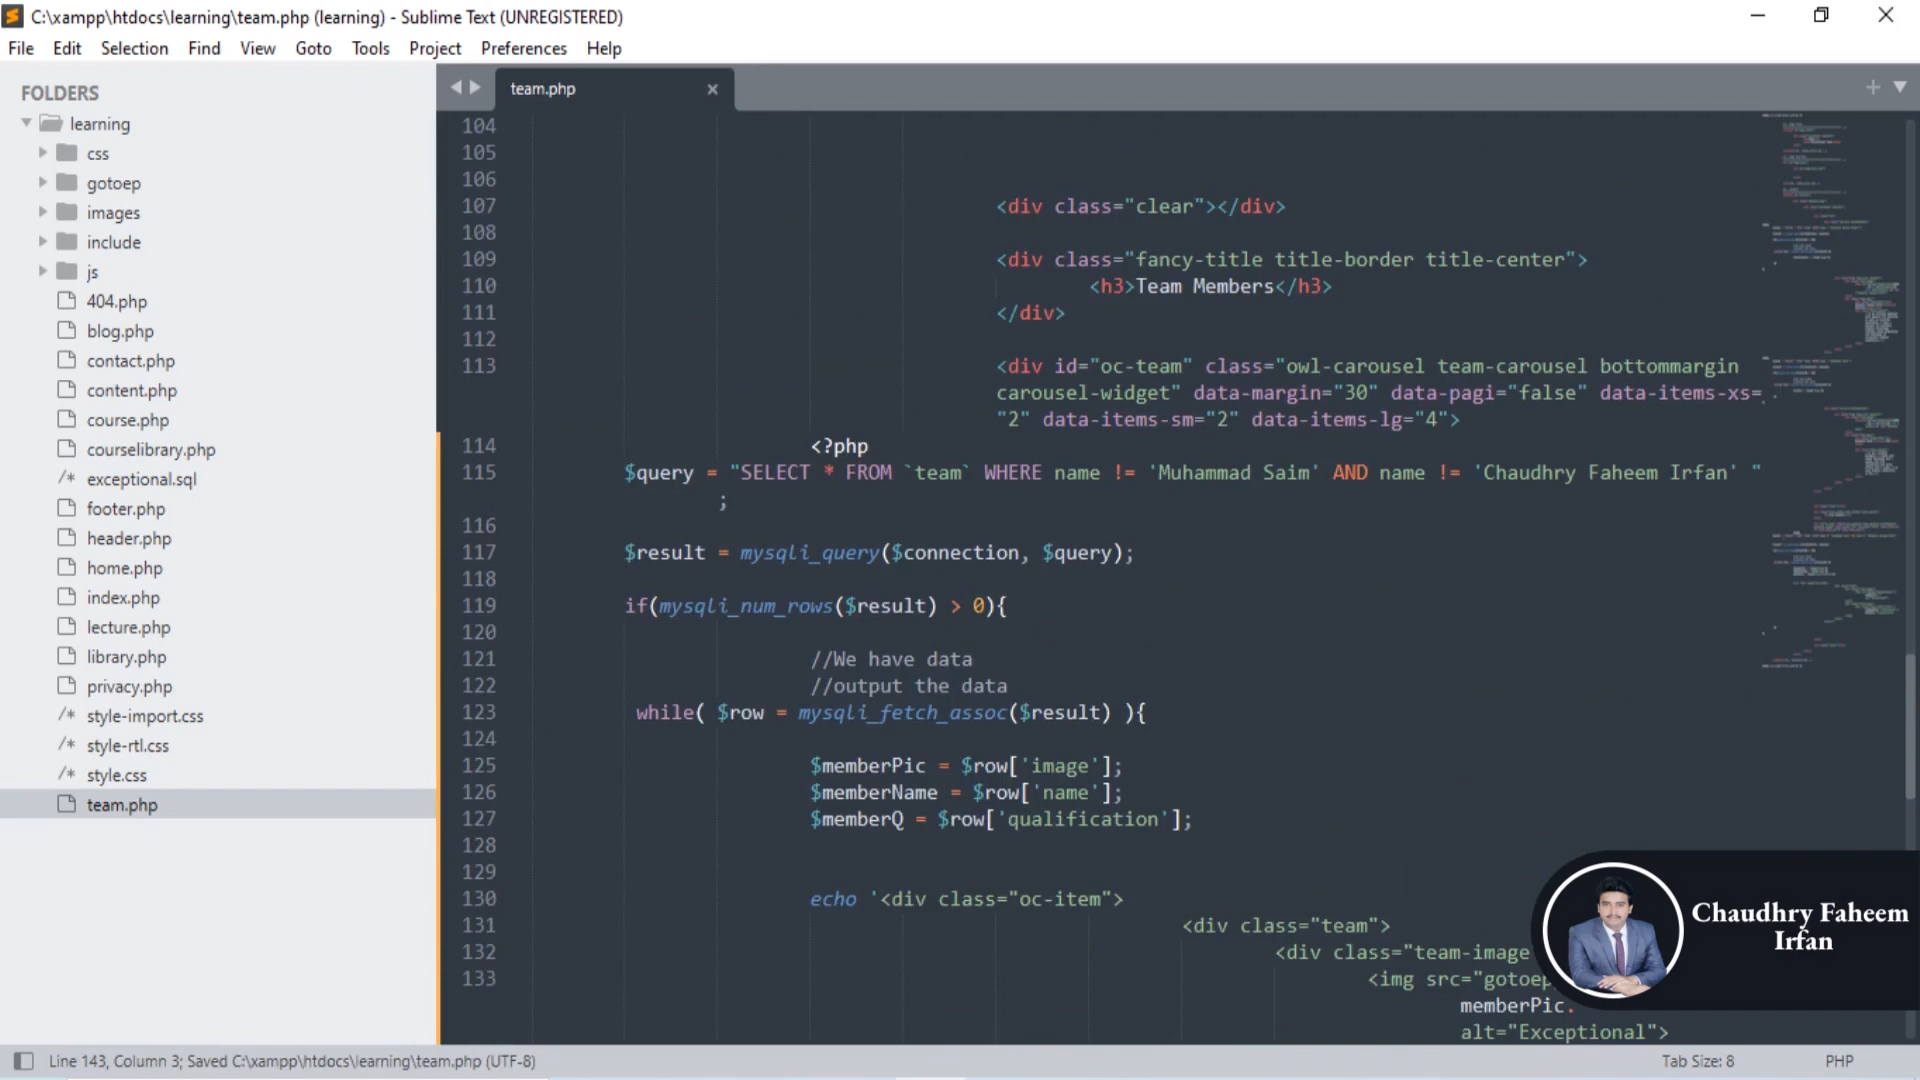 C:\xampp\htdocs\learning\team.php (learning) - Sublime Text (UNREGISTERED)
File Edit Selection Find View Goto Tools Project Preferences Help
FOLDERS
learning
css
gotoep
images
include
js
404.php
blog.php
contact.php
content.php
course.php
courselibrary.php
/* exceptional.sql
footer.php
header.php
home.php
index.php
lecture.php
library.php
privacy.php
/* style-import.css
/* style-rtl.css
/* style.css
team.php
team.php
104
105
106
107 <div class="clear"></div>
108
109 <div class="fancy-title title-border title-center">
110 <h3>Team Members</h3>
111 </div>
112
113 <div id="oc-team" class="owl-carousel team-carousel bottommargin
carousel-widget" data-margin="30" data-pagi="false" data-items-xs=
"2" data-items-sm="2" data-items-lg="4">
114 <?php
115 $query = "SELECT * FROM `team` WHERE name != 'Muhammad Saim' AND name != 'Chaudhry Faheem Irfan' "
;
116
117 $result = mysqli_query($connection, $query);
118
119 if(mysqli_num_rows($result) > 0){
120
121 //We have data
122 //output the data
123 while( $row = mysqli_fetch_assoc($result) ){
124
125 $memberPic = $row['image'];
126 $memberName = $row['name'];
127 $memberQ = $row['qualification'];
128
129
130 echo '<div class="oc-item">
131 <div class="team">
132 <div class="team-image
133 <img src="gotoep
memberPic.
alt="Exceptional">
Chaudhry Faheem
Irfan
Line 143, Column 3; Saved C:\xampp\htdocs\learning\team.php (UTF-8)
Tab Size: 8
PHP